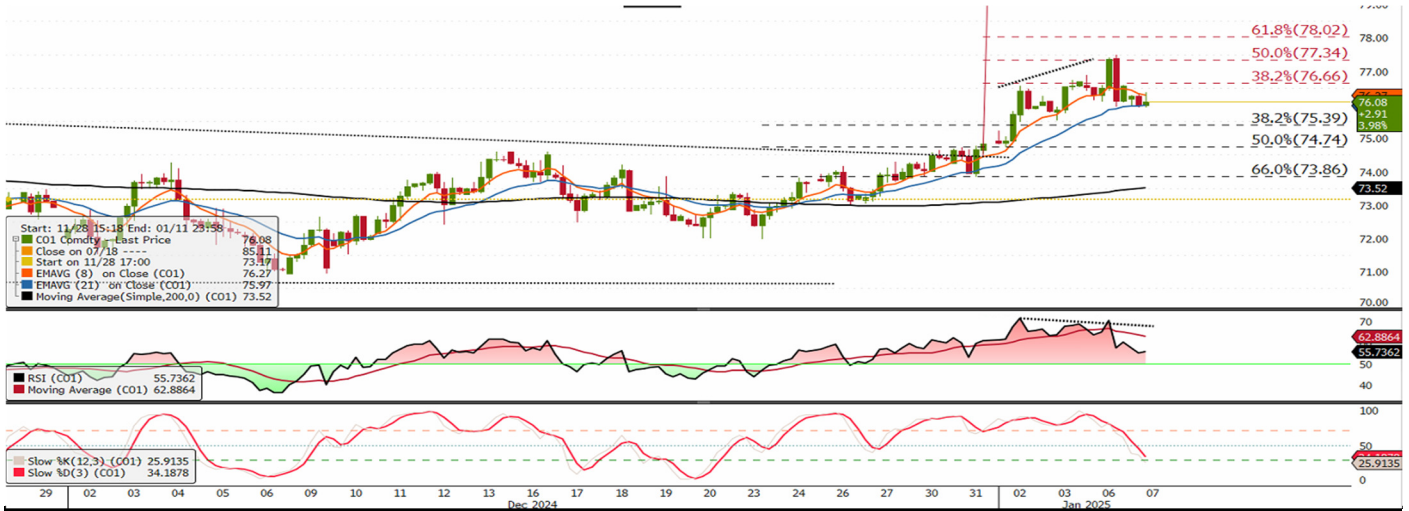 79.00
61.8%(78.02)
78.00
50.0%(77.34)
77.00
38.2%(76.66)
76.27
76.08
+2.91
3.98%
38.2%(75.39)
75.00
50.0%(74.74)
74.00
66.0%(73.86)
73.52
73.00
72.00
71.00
70.00
Start: 11/28 15:18 End: 01/11 23:58
CO1 Comdty - Last Price 76.08
Close on 07/18 ---- 85.11
Start on 11/28 17:00 73.17
EMAVG (8) on Close (CO1) 76.27
EMAVG (21) on Close (CO1) 75.97
Moving Average(Simple,200,0) (CO1) 73.52
70
62.8864
55.7362
50
40
RSI (CO1) 55.7362
Moving Average (CO1) 62.8864
100
50
34.1878
25.9135
0
Slow %K(12,3) (CO1) 25.9135
Slow %D(3) (CO1) 34.1878
29 02 03 04 05 06 09 10 11 12 13 16 17 18 19 20 23 24 26 27 30 31 02 03 06 07
Dec 2024 Jan 2025